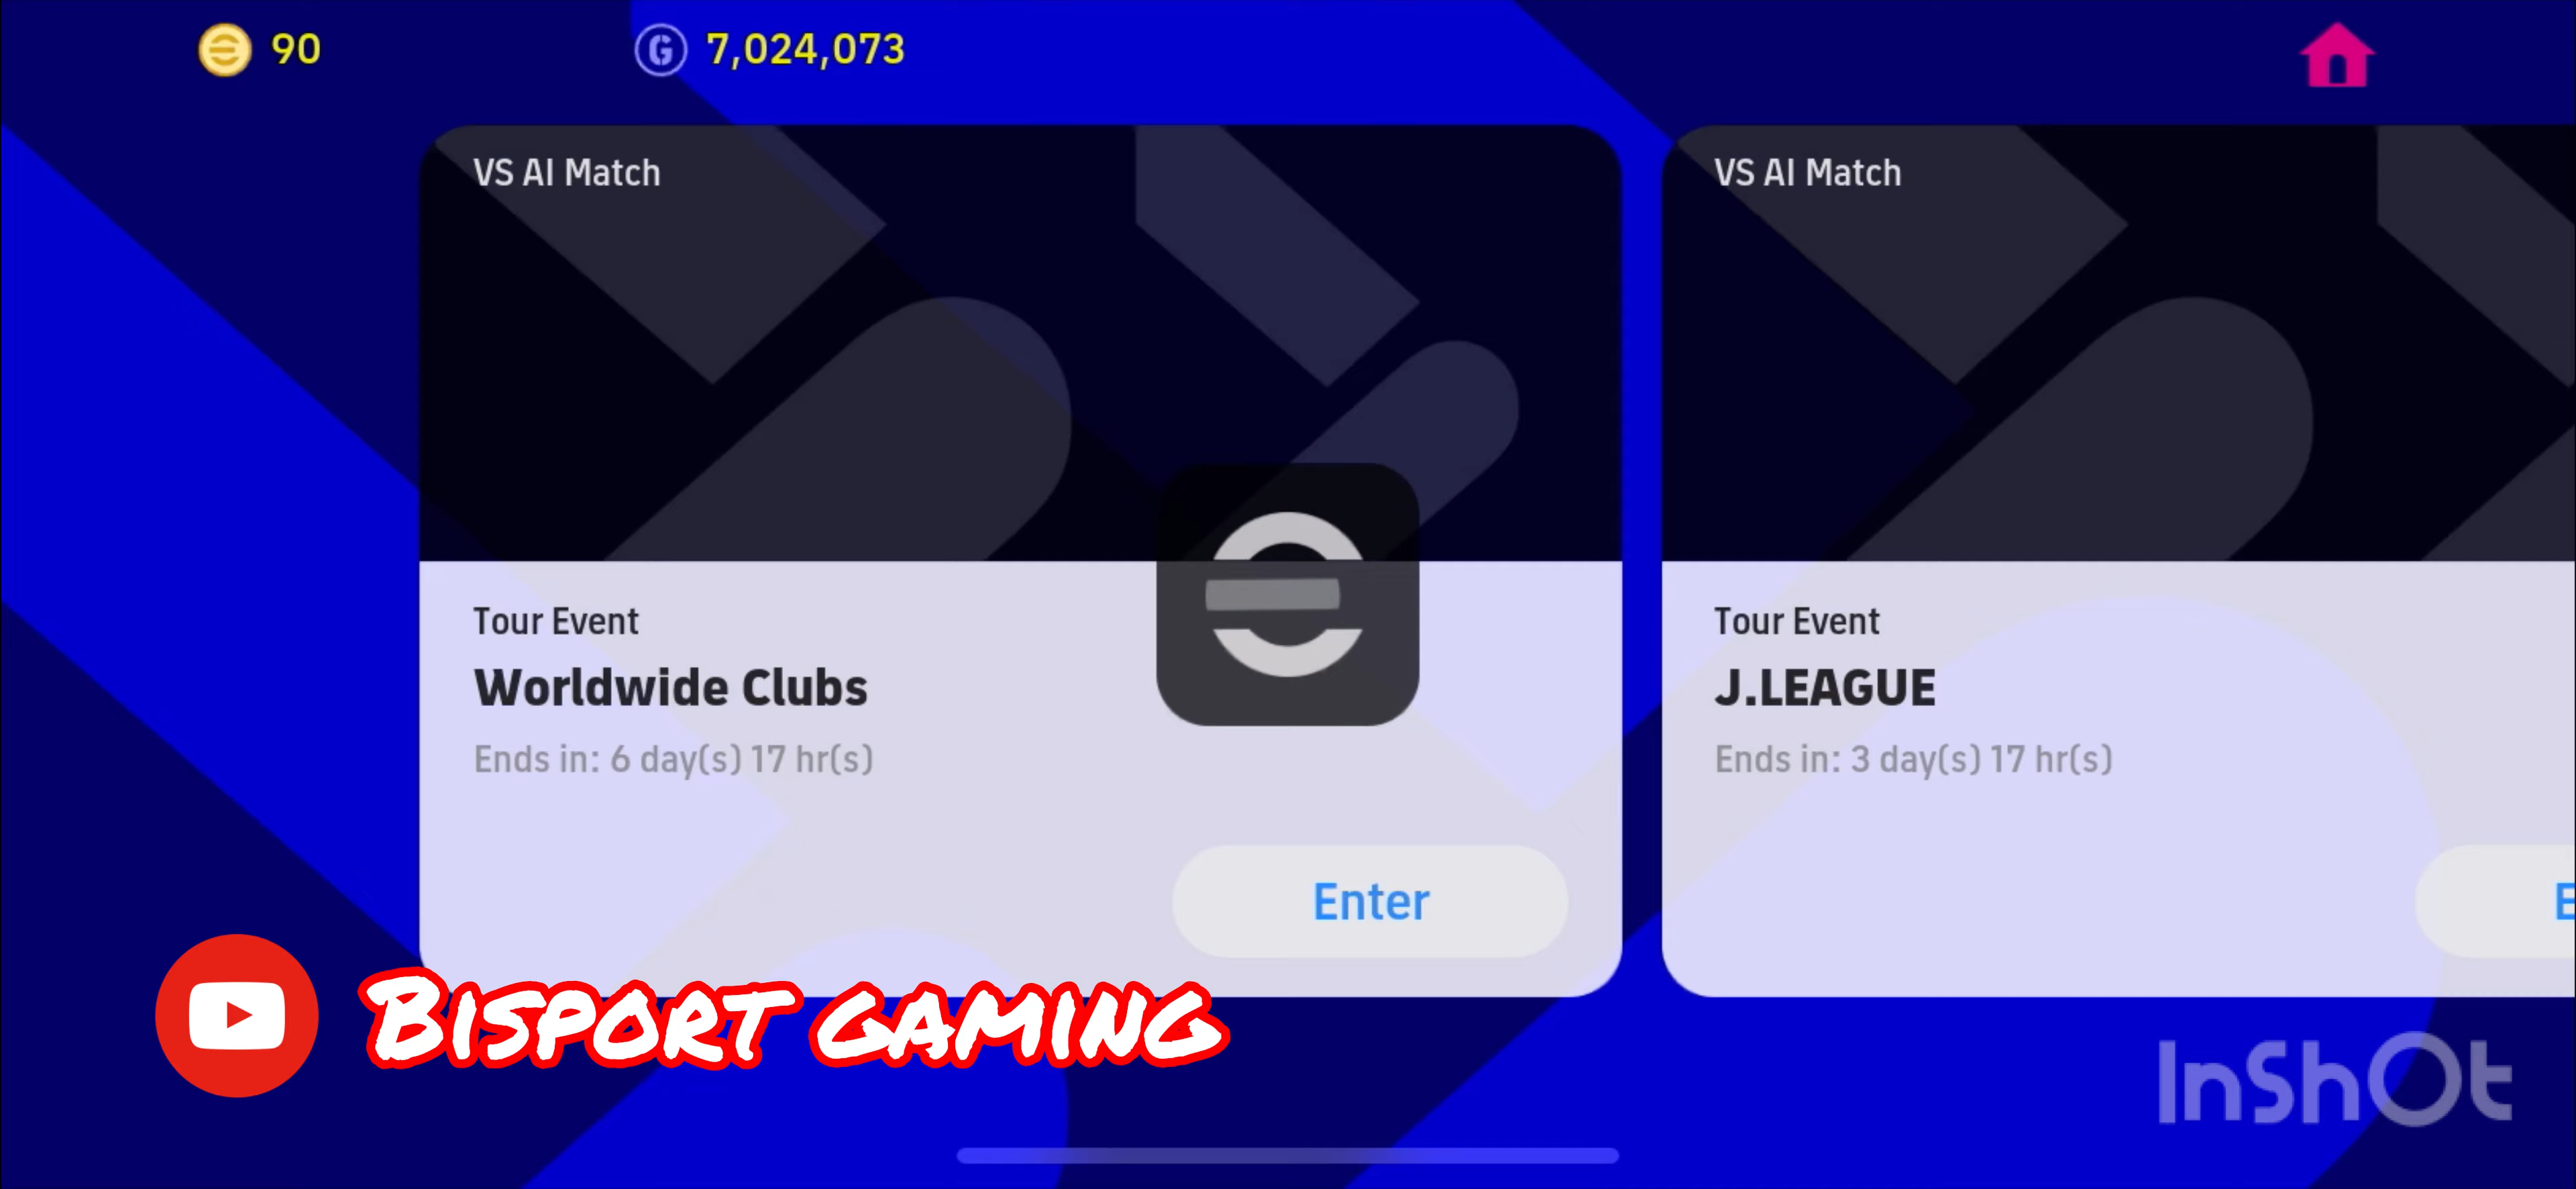 90
7,024,073
VS AI Match
Tour Event
Worldwide Clubs
Ends in: 6 day(s) 17 hr(s)
Enter
VS AI Match
Tour Event
J.LEAGUE
Ends in: 3 day(s) 17 hr(s)
E
Bisport gaming
InShOt